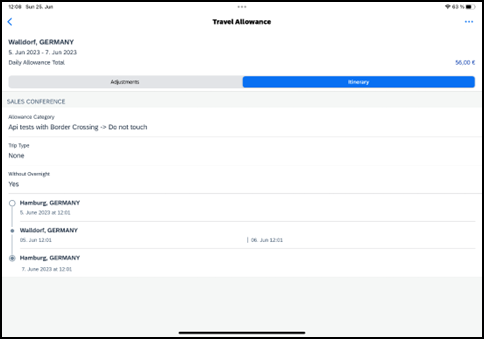 12:08 Sun 25. Jun
63 %
Travel Allowance
Walldorf, GERMANY
5. Jun 2023 - 7. Jun 2023
Daily Allowance Total 56,00 €
Adjustments Itinerary
SALES CONFERENCE
Allowance Category
Api tests with Border Crossing -> Do not touch
Trip Type
None
Without Overnight
Yes
Hamburg, GERMANY
5. June 2023 at 12:01
Walldorf, GERMANY
05. Jun 12:01 | 06. Jun 12:01
Hamburg, GERMANY
7. June 2023 at 12:01